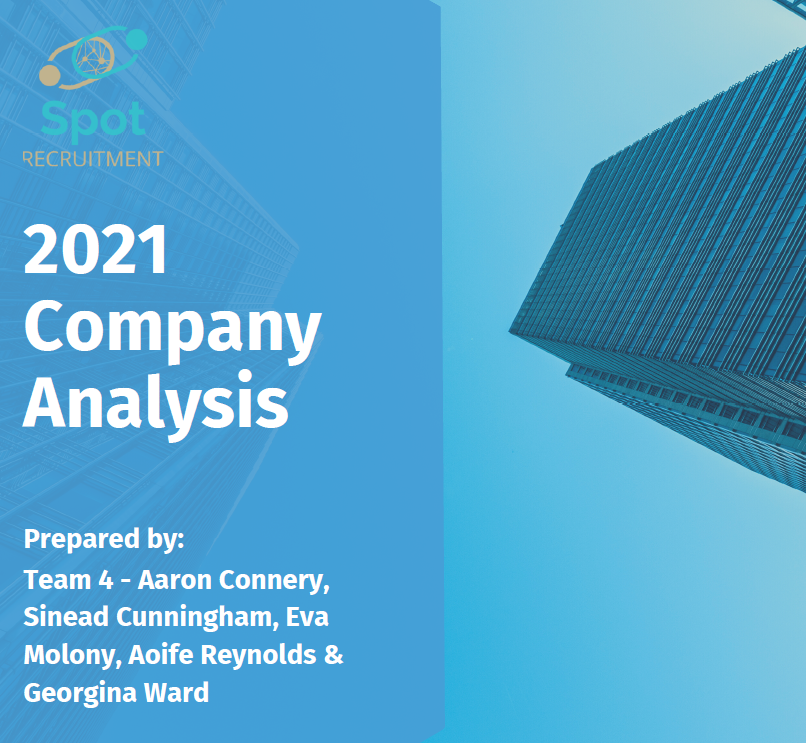 Spot
RECRUITMENT
2021
Company
Analysis
Prepared by:
Team 4 - Aaron Connery,
Sinead Cunningham, Eva
Molony, Aoife Reynolds &
Georgina Ward